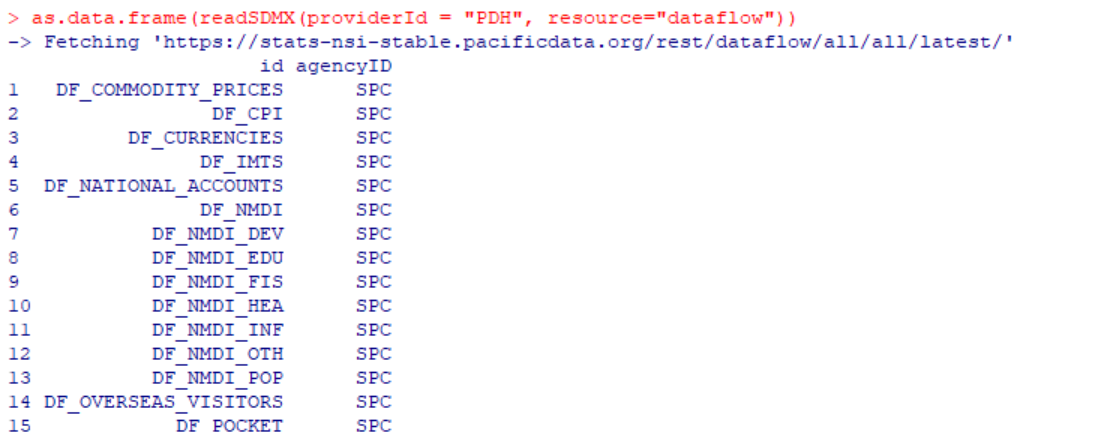 > as.data.frame(readSDMX(providerId = "PDH", resource="dataflow"))
-> Fetching 'https://stats-nsi-stable.pacificdata.org/rest/dataflow/all/all/latest/'
id agencyID
1 DF_COMMODITY_PRICES SPC
2 DF_CPI SPC
3 DF_CURRENCIES SPC
4 DF_IMTS SPC
5 DF_NATIONAL_ACCOUNTS SPC
6 DF_NMDI SPC
7 DF_NMDI_DEV SPC
8 DF_NMDI_EDU SPC
9 DF_NMDI_FIS SPC
10 DF_NMDI_HEA SPC
11 DF_NMDI_INF SPC
12 DF_NMDI_OTH SPC
13 DF_NMDI_POP SPC
14 DF_OVERSEAS_VISITORS SPC
15 DF_POCKET SPC